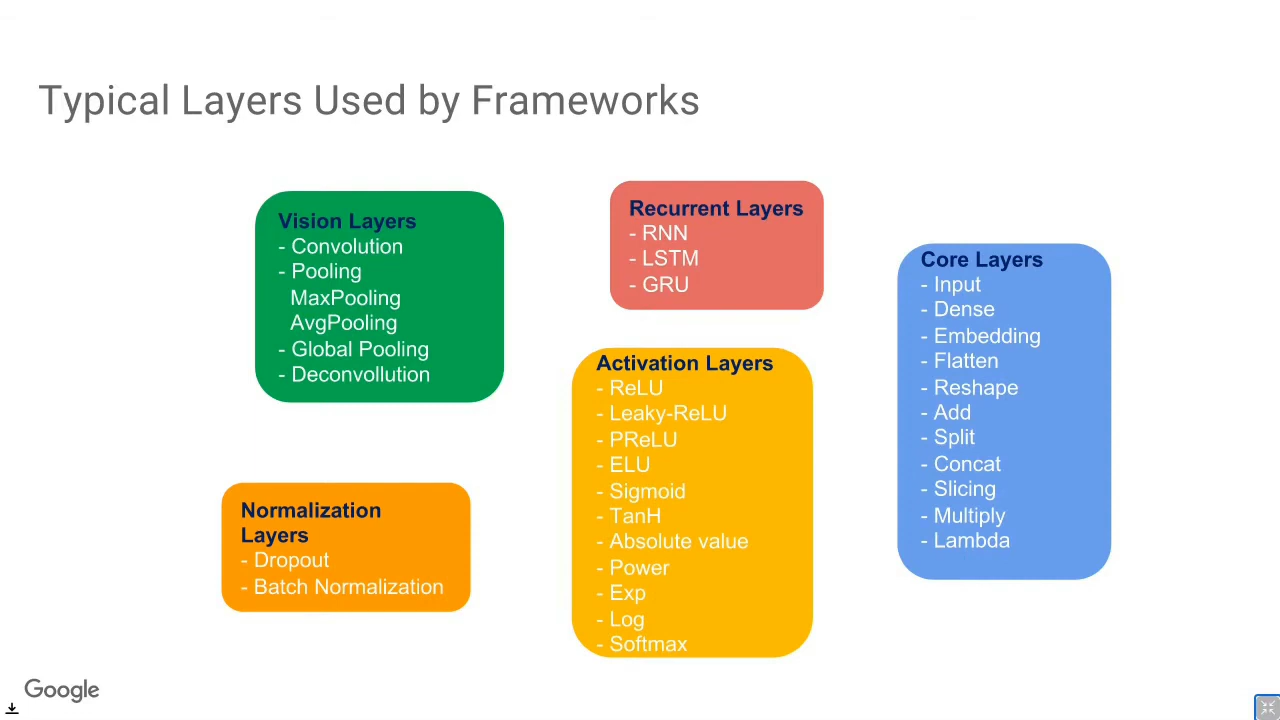 Typical Layers Used by Frameworks
Vision Layers
- Convolution
- Pooling
MaxPooling
AvgPooling
- Global Pooling
- Deconvollution
Recurrent Layers
- RNN
- LSTM
- GRU
Core Layers
- Input
- Dense
- Embedding
- Flatten
- Reshape
- Add
- Split
- Concat
- Slicing
- Multiply
- Lambda
Activation Layers
- ReLU
- Leaky-ReLU
- PReLU
- ELU
- Sigmoid
- TanH
- Absolute value
- Power
- Exp
- Log
- Softmax
Normalization
Layers
- Dropout
- Batch Normalization
Google